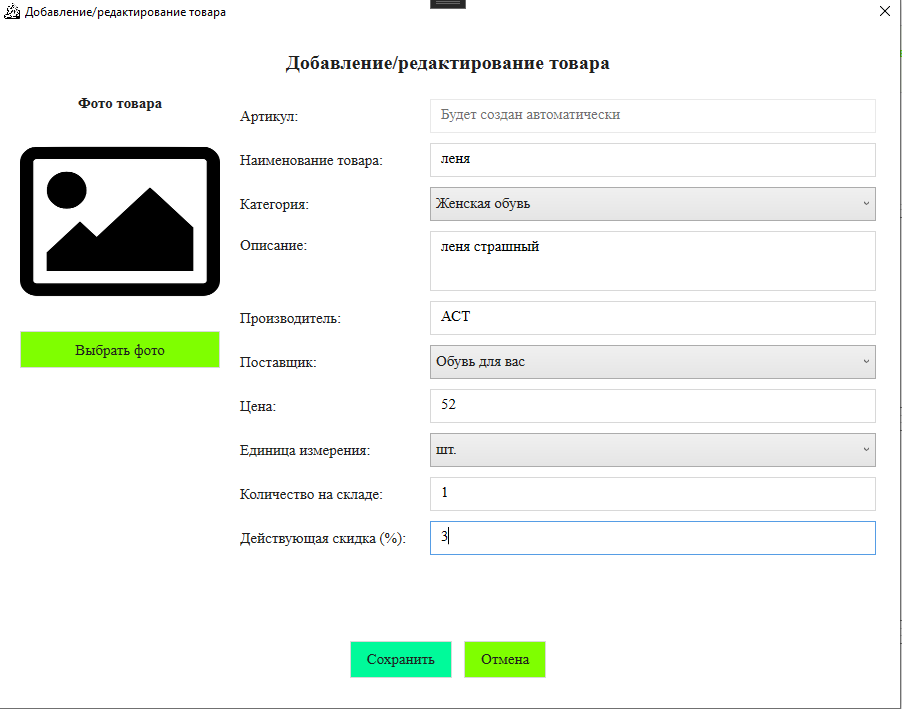 Добавление/редактирование товара
Добавление/редактирование товара
Фото товара
Выбрать фото
Артикул: Будет создан автоматически
Наименование товара: леня
Категория: Женская обувь
Описание: леня страшный
Производитель: АСТ
Поставщик: Обувь для вас
Цена: 52
Единица измерения: шт.
Количество на складе: 1
Действующая скидка (%): 3
Сохранить Отмена